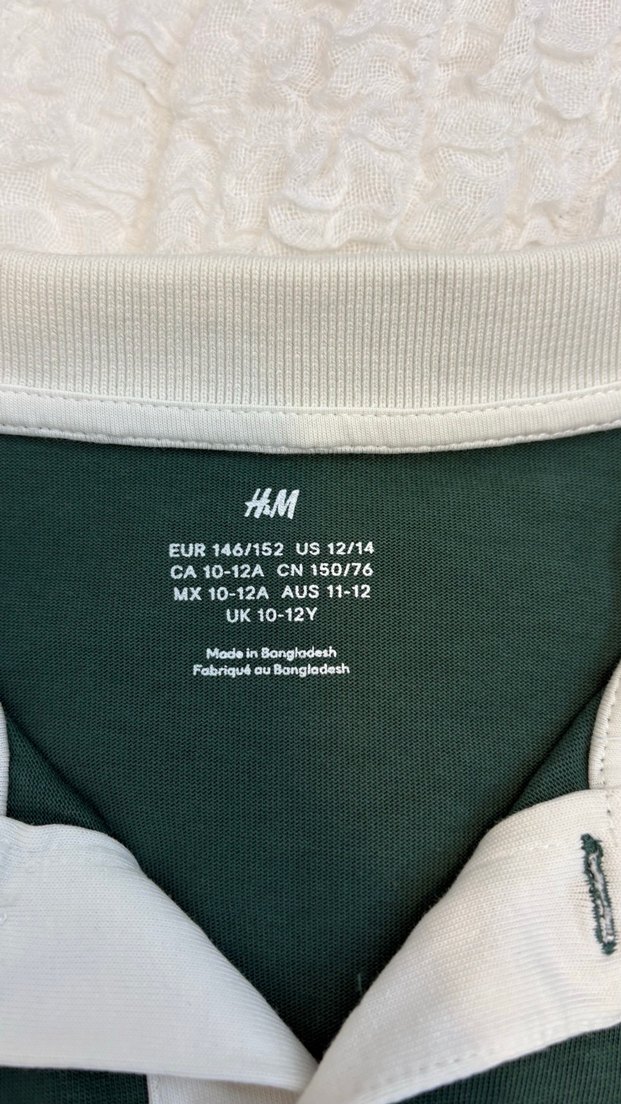 H&M
EUR 146/152 US 12/14
CA 10-12A CN 150/76
MX 10-12A AUS 11-12
UK 10-12Y
Made in Bangladesh
Fabriqué au Bangladesh